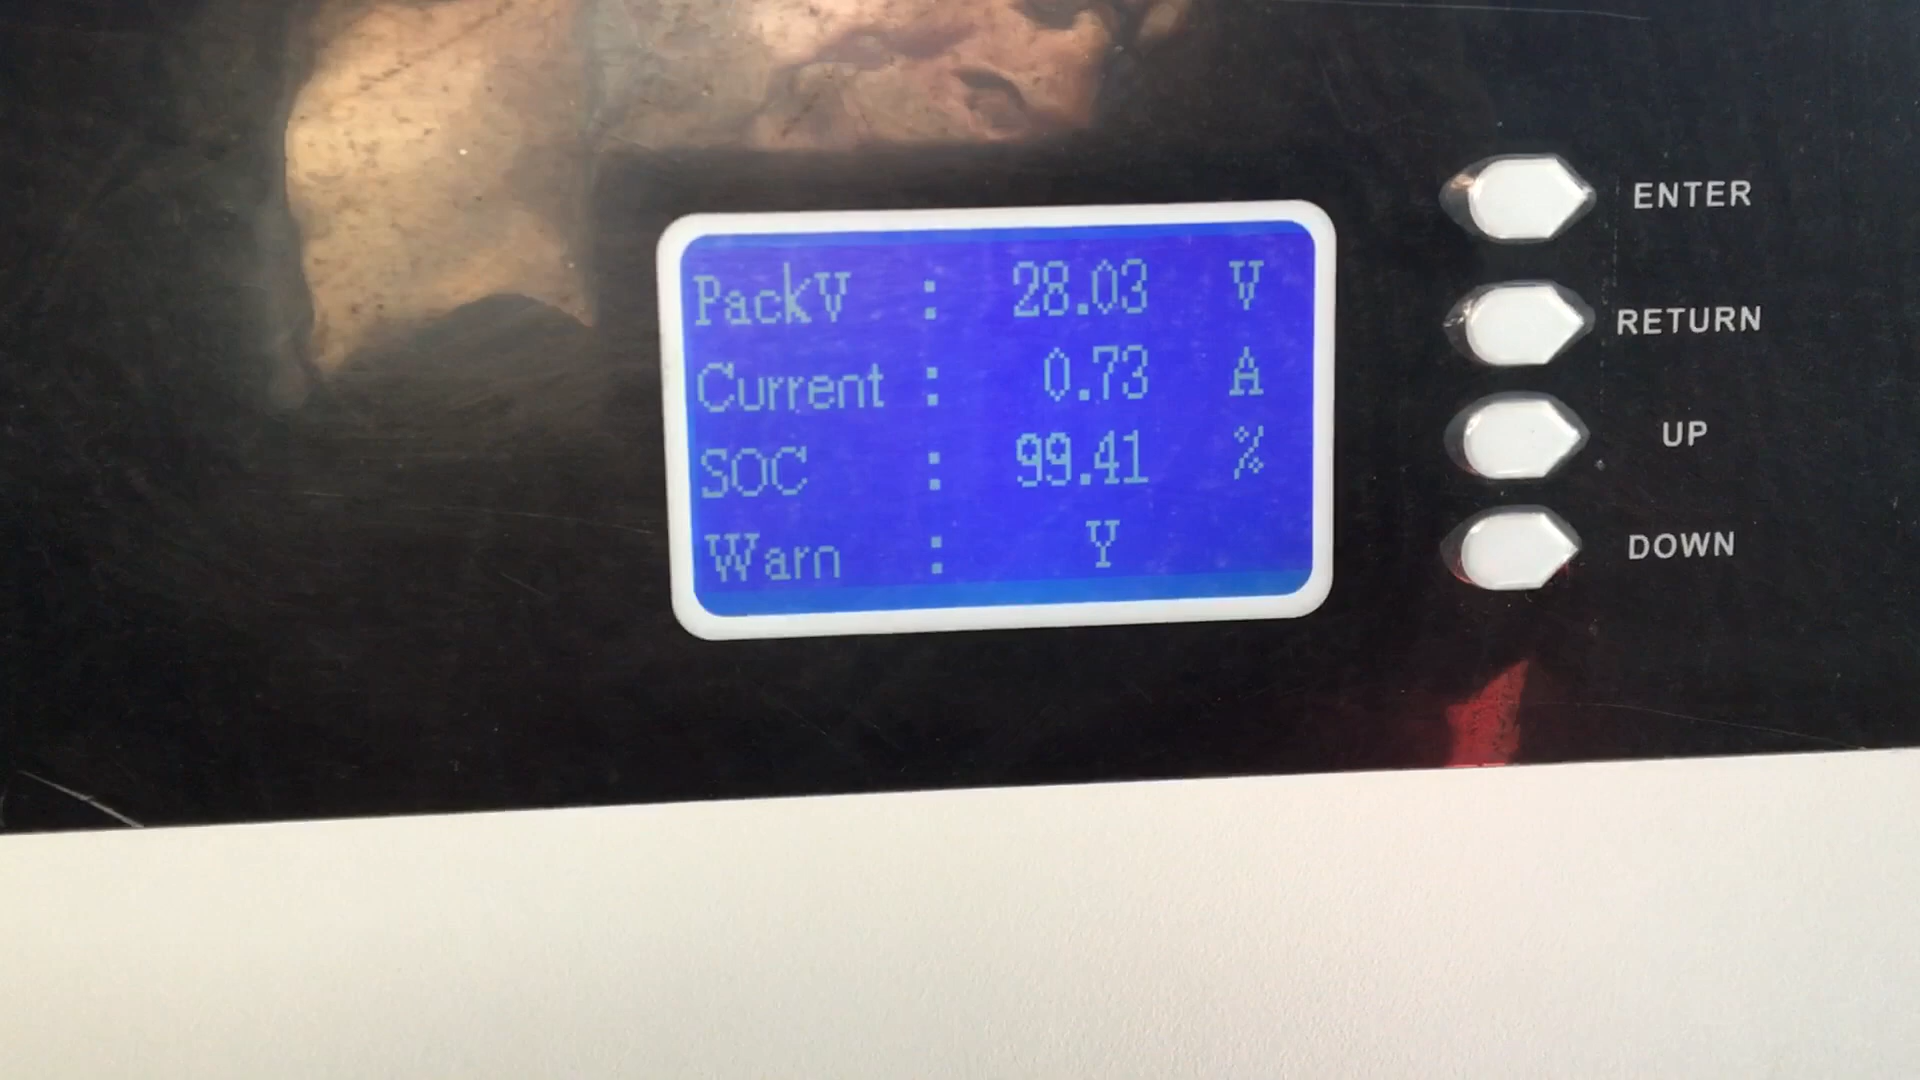 PackV : 28.03 V
Current : 0.73 A
SOC : 99.41 %
Warn : Y
ENTER
RETURN
UP
DOWN